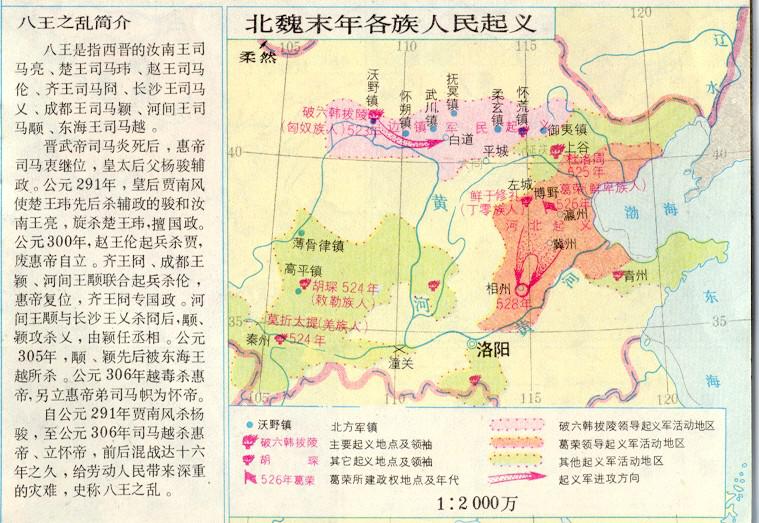 八王之乱简介
八王是指西晋的汝南王司
马亮、楚王司马玮、赵王司马
伦、齐王司马冏、长沙王司马
乂、成都王司马颖、河间王司
马颙、东海王司马越。
晋武帝司马炎死后,惠帝
司马衷继位,皇太后父杨骏辅
政。公元291年,皇后贾南风
使楚王玮先后杀辅政的骏和汝
南王亮,旋杀楚王玮,擅国政。
公元300年,赵王伦起兵杀贾,
废惠帝自立。齐王冏、成都王
颖、河间王颙联合起兵杀伦,
惠帝复位,齐王冏专国政。河
间王颙与长沙王乂杀冏后,颙、
颖攻杀乂,由颖任丞相。公元
305年,颙、颖先后被东海王
越所杀。公元306年越毒杀惠
帝,另立惠帝弟司马炽为怀帝。
自公元291年贾南风杀杨
骏,至公元306年司马越杀惠
帝、立怀帝,前后混战达十六
年之久,给劳动人民带来深重
的灾难,史称八王之乱。
北魏末年各族人民起义
柔然
105
110
115
120
辽
水
沃野镇
怀朔镇
武川镇
抚冥镇
柔玄镇
怀荒镇
御夷镇
破六韩拔陵
(匈奴族人)523年
边镇军民起义
白道
平城
上谷
杜洛周
525年
40
40
左城
博野
葛荣(鲜卑族人)
526年
鲜于修礼
(丁零族人)
瀛州
河北起义
冀州
渤海
黄
河
薄骨律镇
高平镇
胡琛 524年
(敕勒族人)
相州
528年
黄
河
青州
东
海
莫折太提(羌族人)
秦州
524年
35
35
潼关
洛阳
105
110
115
沃野镇 北方军镇
破六韩拔陵 主要起义地点及领袖
胡琛 其它起义地点及领袖
526年葛荣 葛荣所建政权地点及年代
破六韩拔陵领导起义军活动地区
葛荣领导起义军活动地区
其他起义军活动地区
起义军进攻方向
1:2000万